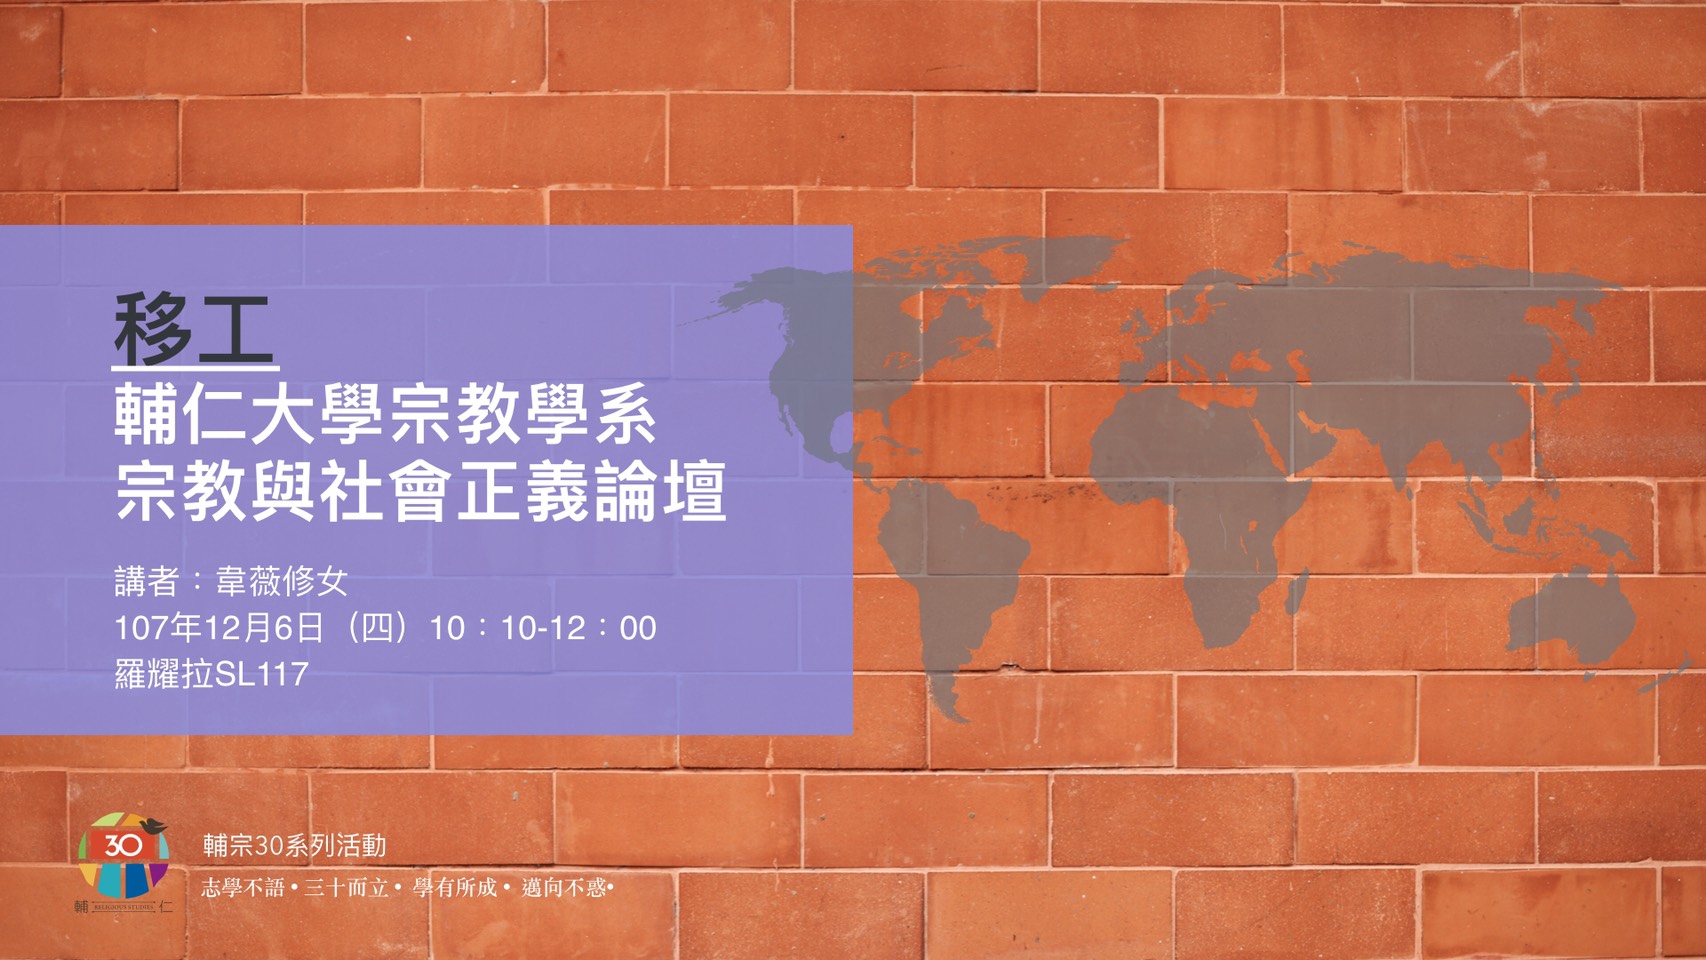 移工
輔仁大學宗教學系
宗教與社會正義論壇
講者：韋薇修女
107年12月6日（四）10：10-12：00
羅耀拉SL117
30
輔 RELIGIOUS STUDIES 仁
輔宗30系列活動
志學不語•三十而立• 學有所成• 邁向不惑•